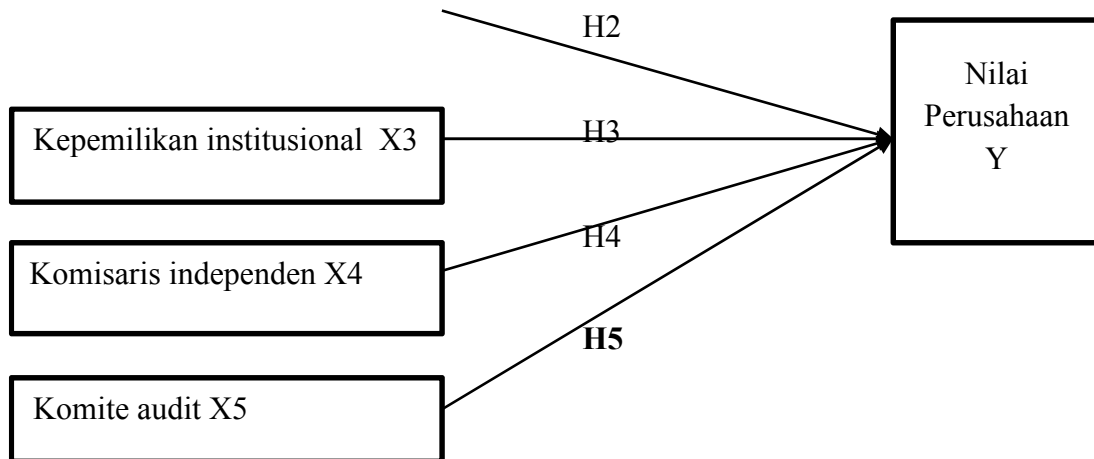 H2
Nilai
Perusahaan
Y
Kepemilikan institusional  X3
H3
Komisaris independen X4
H4
H5
Komite audit X5